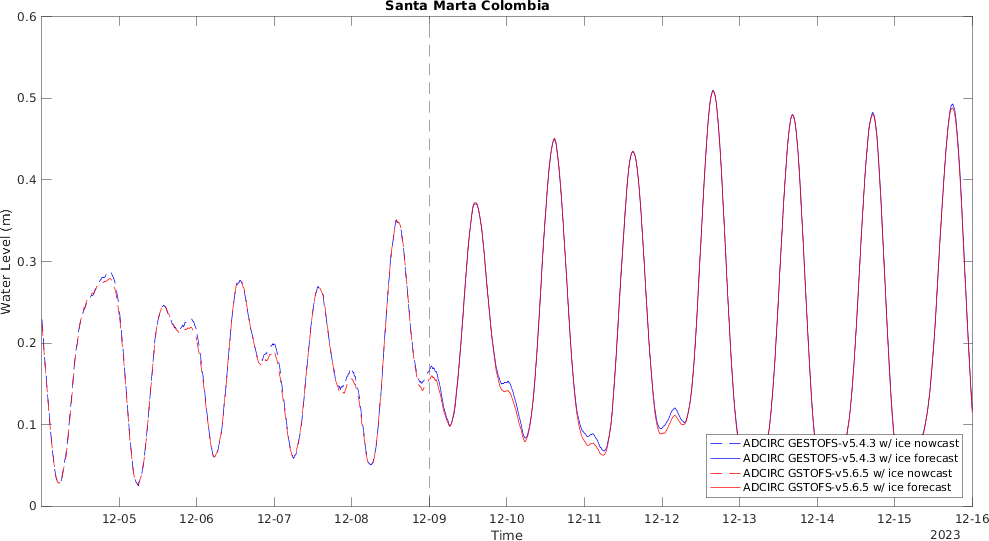 Santa Marta Colombia
0.6
0.5
0.4
0.3
0.2
0.1
0
Water Level (m)
12-05
12-06
12-07
12-08
12-09
12-10
12-11
12-12
12-13
12-14
12-15
12-16
Time
2023
ADCIRC GESTOFS-v5.4.3 w/ ice nowcast
ADCIRC GESTOFS-v5.4.3 w/ ice forecast
ADCIRC GSTOFS-v5.6.5 w/ ice nowcast
ADCIRC GSTOFS-v5.6.5 w/ ice forecast